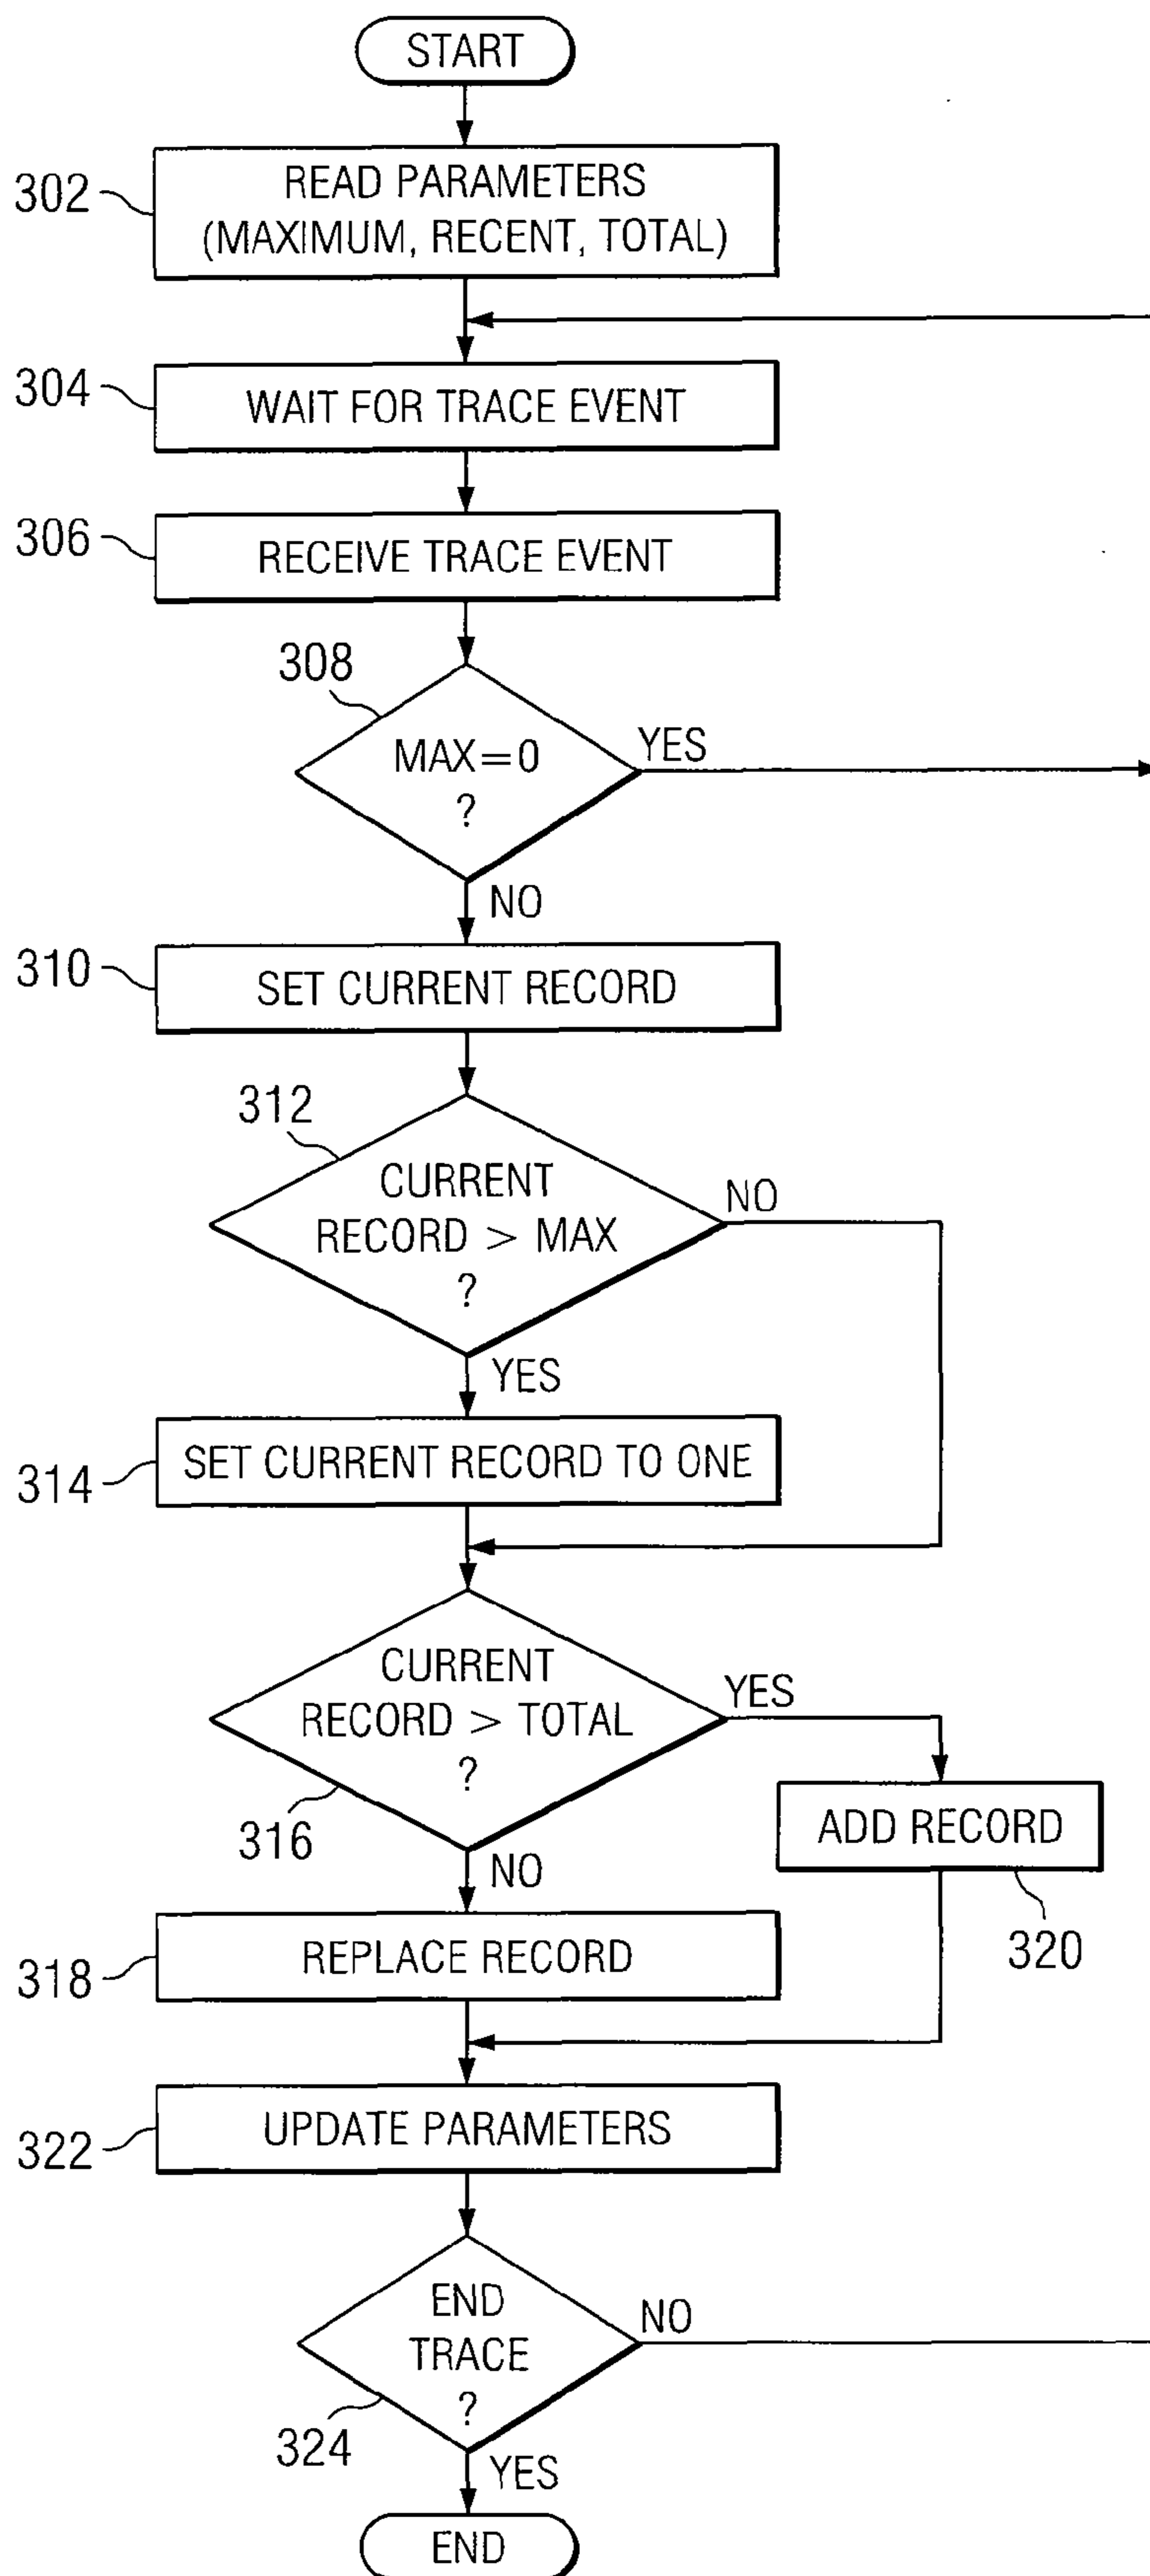 START
302
READ PARAMETERS
(MAXIMUM, RECENT, TOTAL)
304
WAIT FOR TRACE EVENT
306
RECEIVE TRACE EVENT
308
MAX=0
?
YES
NO
310
SET CURRENT RECORD
312
CURRENT
RECORD > MAX
?
NO
YES
314
SET CURRENT RECORD TO ONE
CURRENT
RECORD > TOTAL
?
YES
316
NO
ADD RECORD
320
318
REPLACE RECORD
322
UPDATE PARAMETERS
END
TRACE
?
NO
324
YES
END